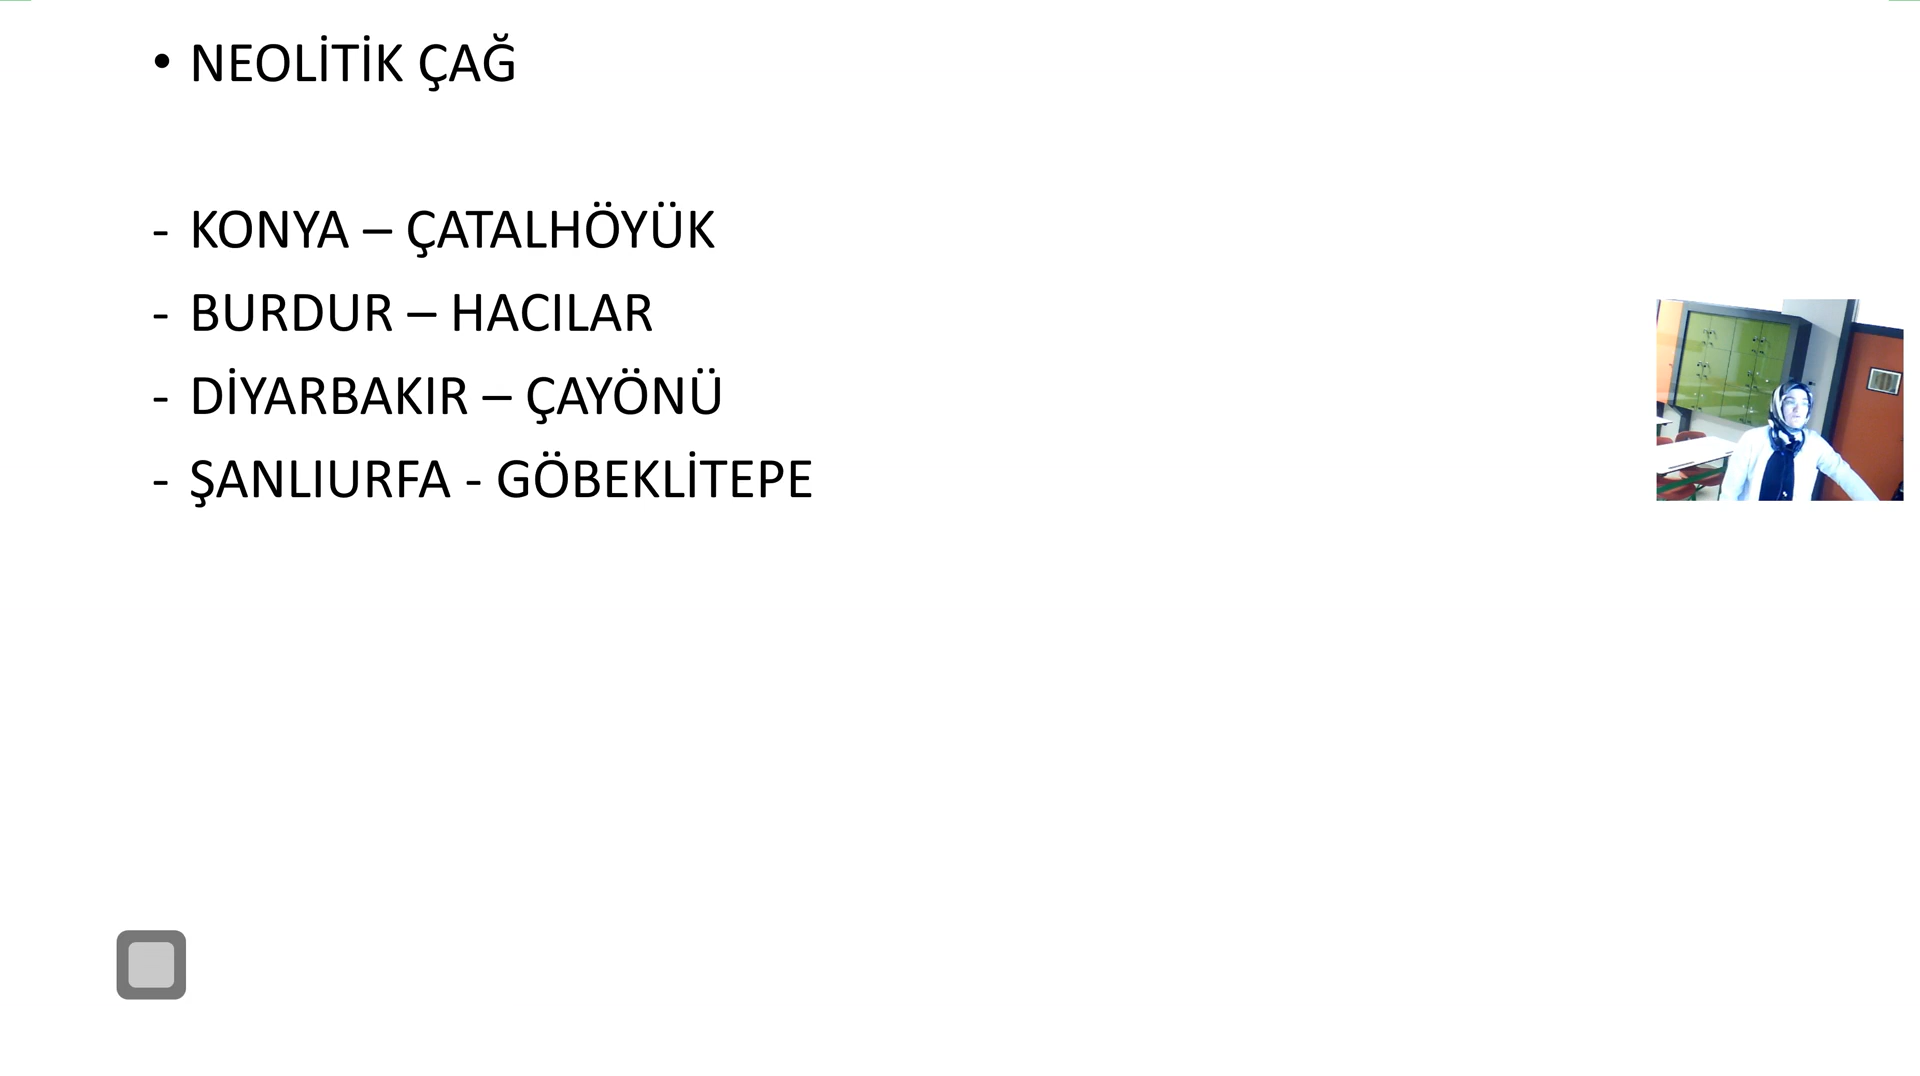 • NEOLİTİK ÇAĞ
- KONYA – ÇATALHÖYÜK
- BURDUR – HACILAR
- DİYARBAKIR – ÇAYÖNÜ
- ŞANLIURFA - GÖBEKLİTEPE